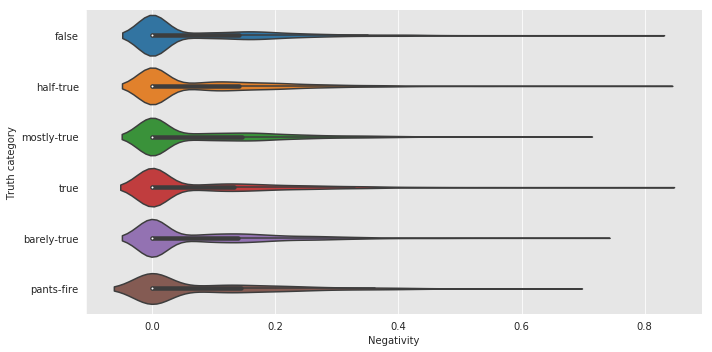 false
half-true
mostly-true
true
barely-true
pants-fire
Truth category
0.0 0.2 0.4 0.6 0.8
Negativity